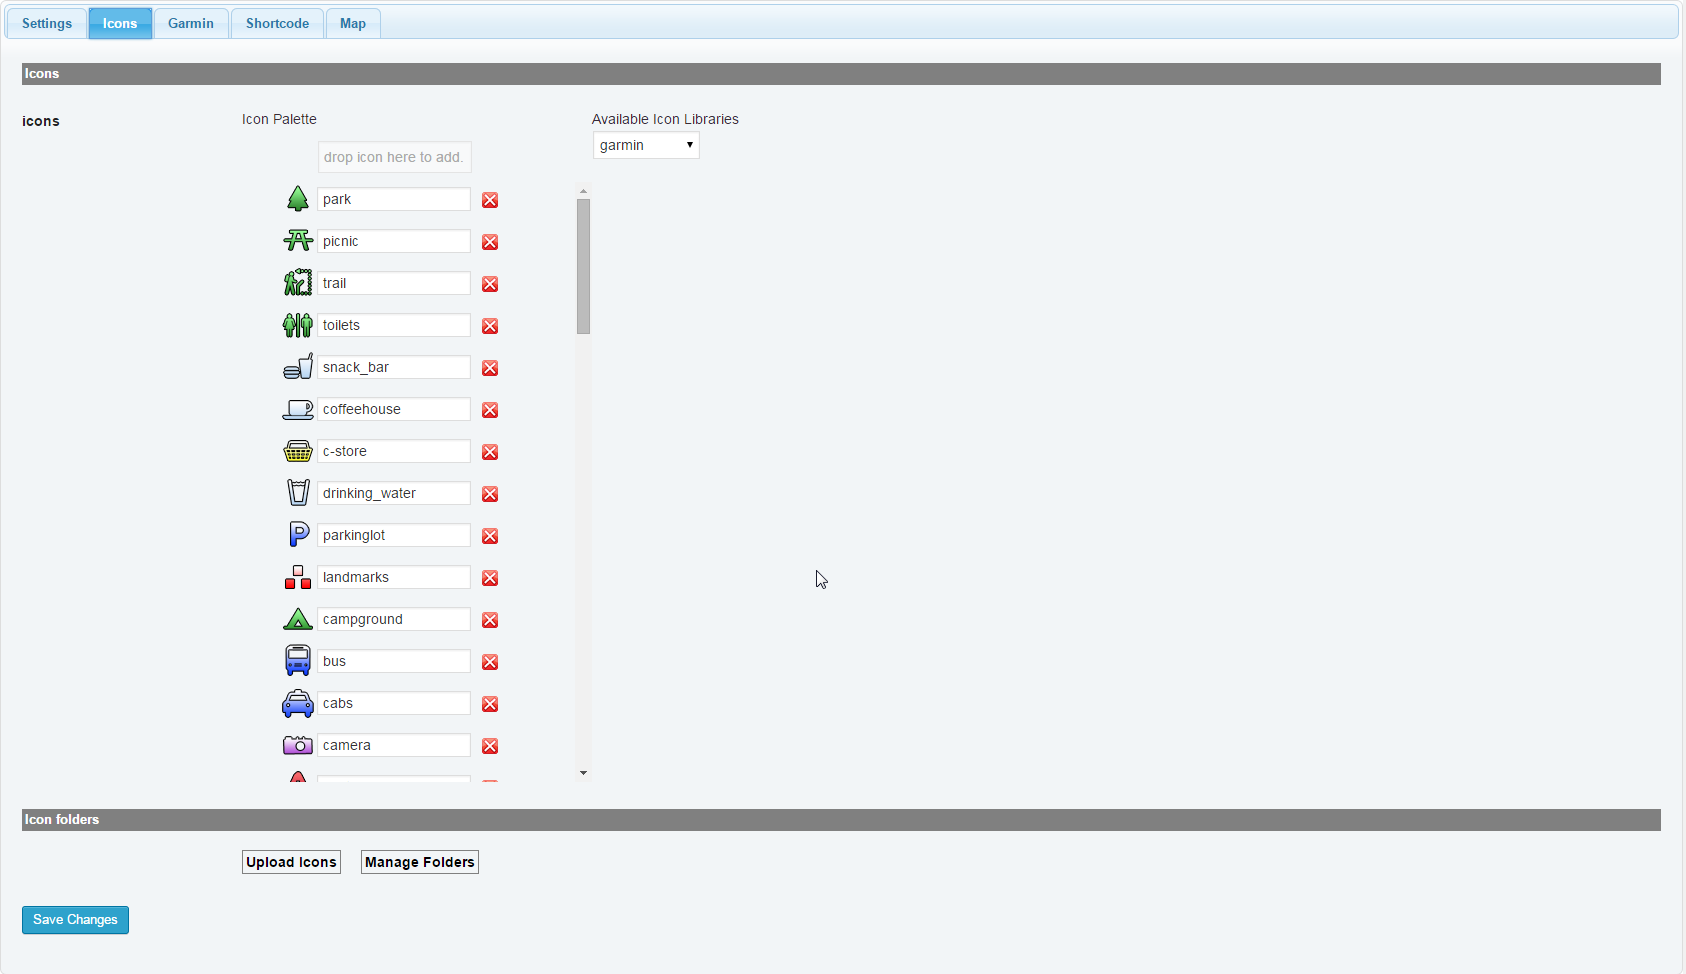 Settings
Icons
Garmin
Shortcode
Map
Icons
icons
Icon Palette
Available Icon Libraries
drop icon here to add.
garmin
park
picnic
trail
toilets
snack_bar
coffeehouse
c-store
drinking_water
P
parkinglot
landmarks
campground
bus
cabs
camera
Icon folders
Upload Icons
Manage Folders
Save Changes